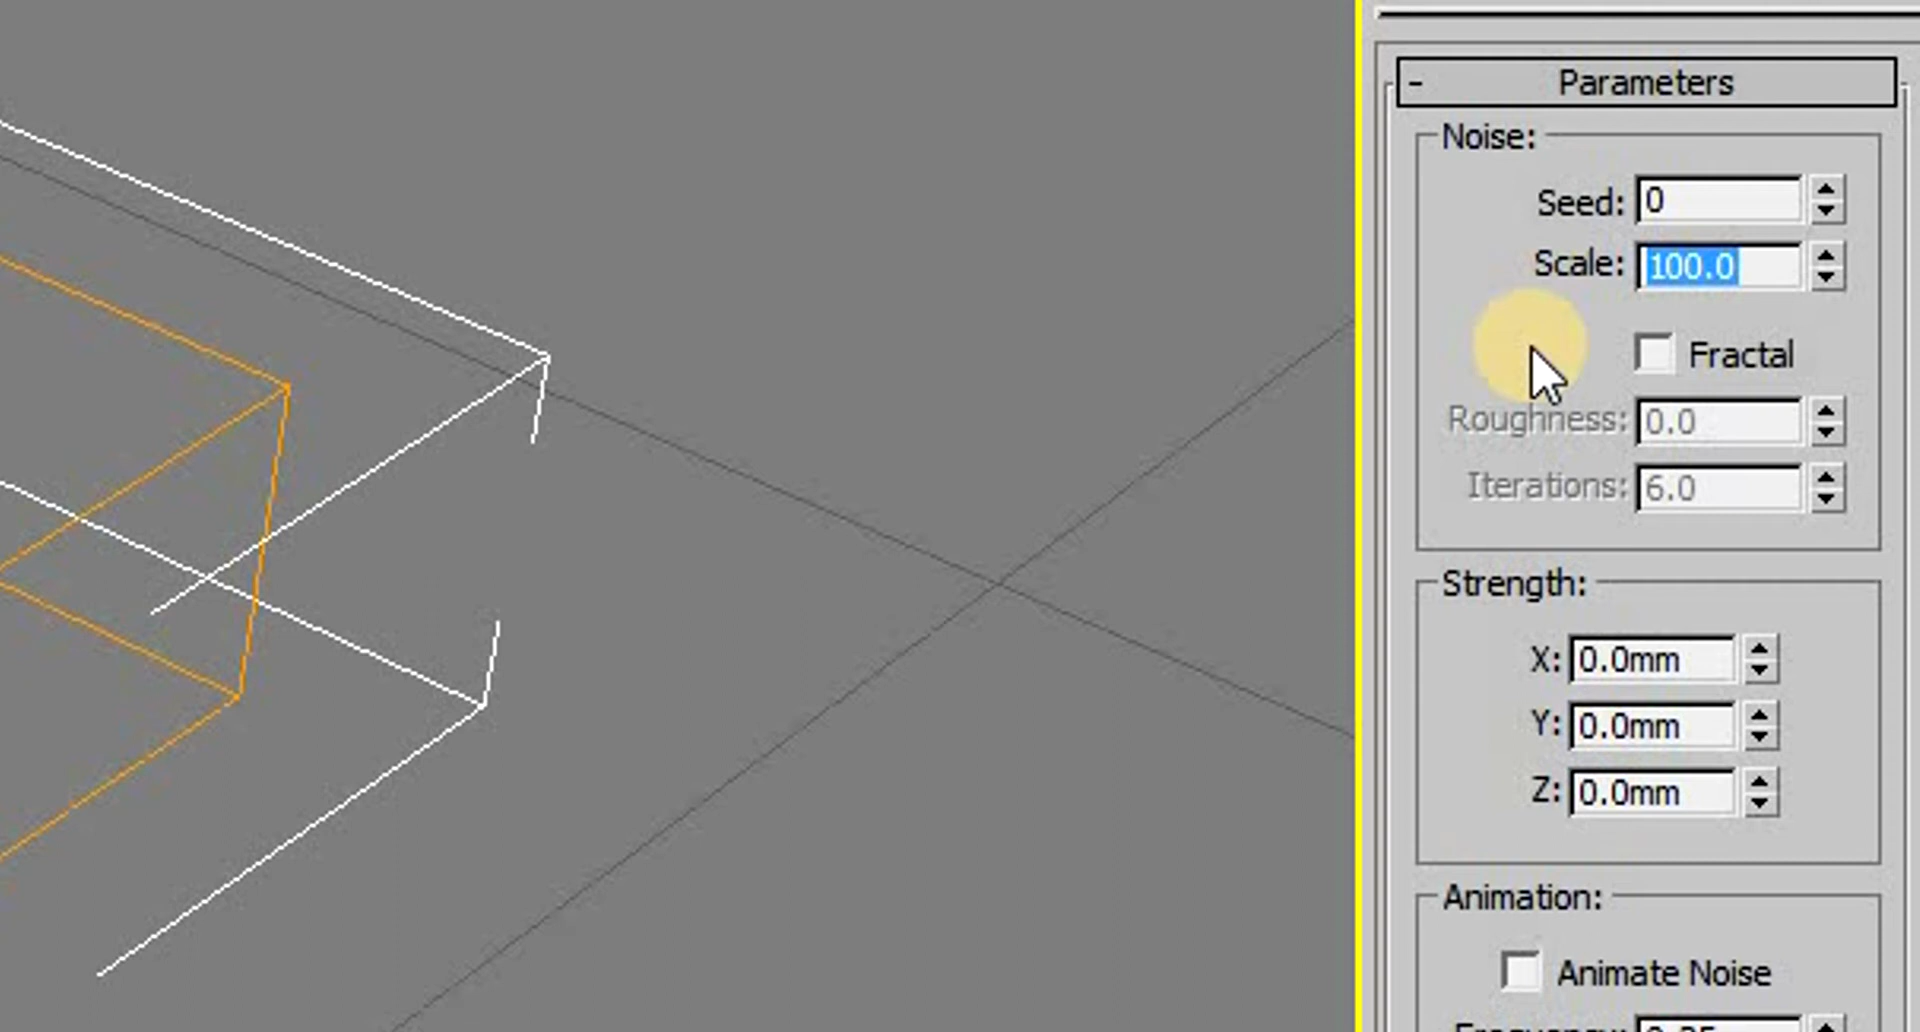 - Parameters
Noise:
Seed: 0
Scale: 100.0
Fractal
Roughness: 0.0
Iterations: 6.0
Strength:
X: 0.0mm
Y: 0.0mm
Z: 0.0mm
Animation:
Animate Noise